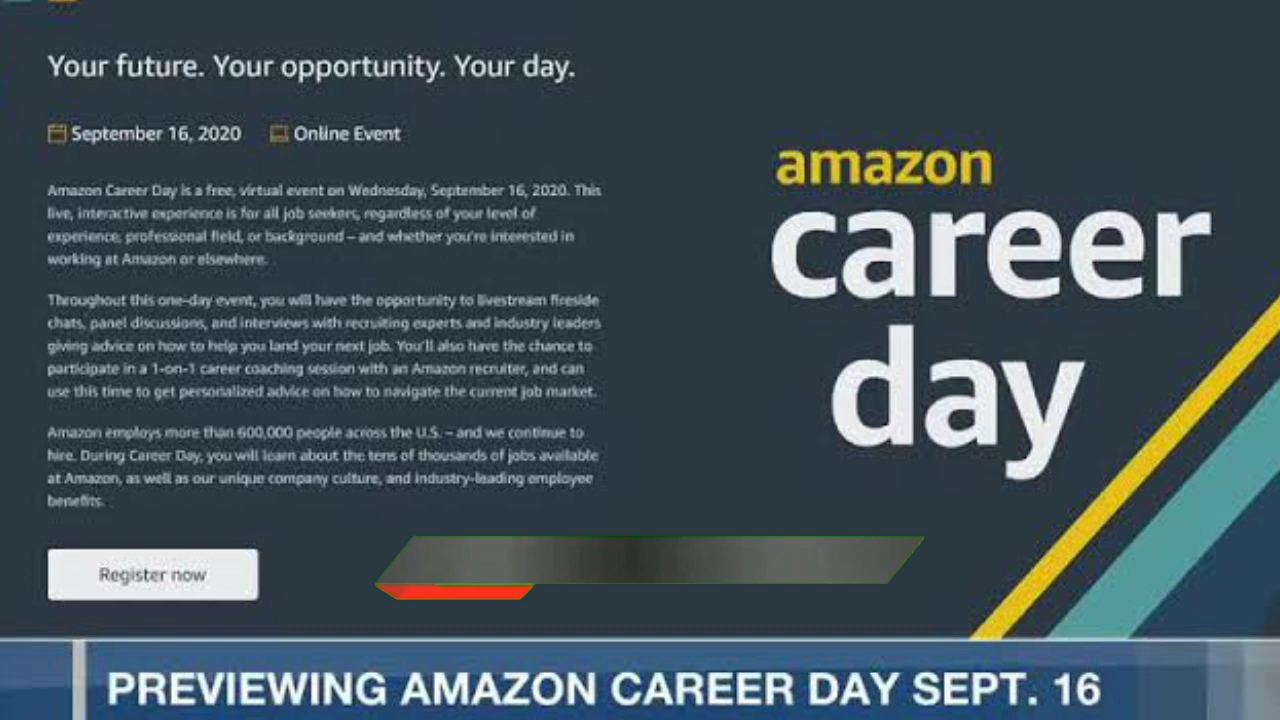 Your future. Your opportunity. Your day.
September 16, 2020 Online Event
Amazon Career Day is a free, virtual event on Wednesday, September 16, 2020. This
live, interactive experience is for all job seekers, regardless of your level of
experience, professional field, or background – and whether you're interested in
working at Amazon or elsewhere.
Throughout this one-day event, you will have the opportunity to livestream fireside
chats, panel discussions, and interviews with recruiting experts and industry leaders
giving advice on how to help you land your next job. You'll also have the chance to
participate in a 1-on-1 career coaching session with an Amazon recruiter, and can
use this time to get personalized advice on how to navigate the current job market.
Amazon employs more than 600,000 people across the U.S. – and we continue to
hire. During Career Day, you will learn about the tens of thousands of jobs available
at Amazon, as well as our unique company culture, and industry-leading employee
benefits.
Register now
amazon
career
day
PREVIEWING AMAZON CAREER DAY SEPT. 16